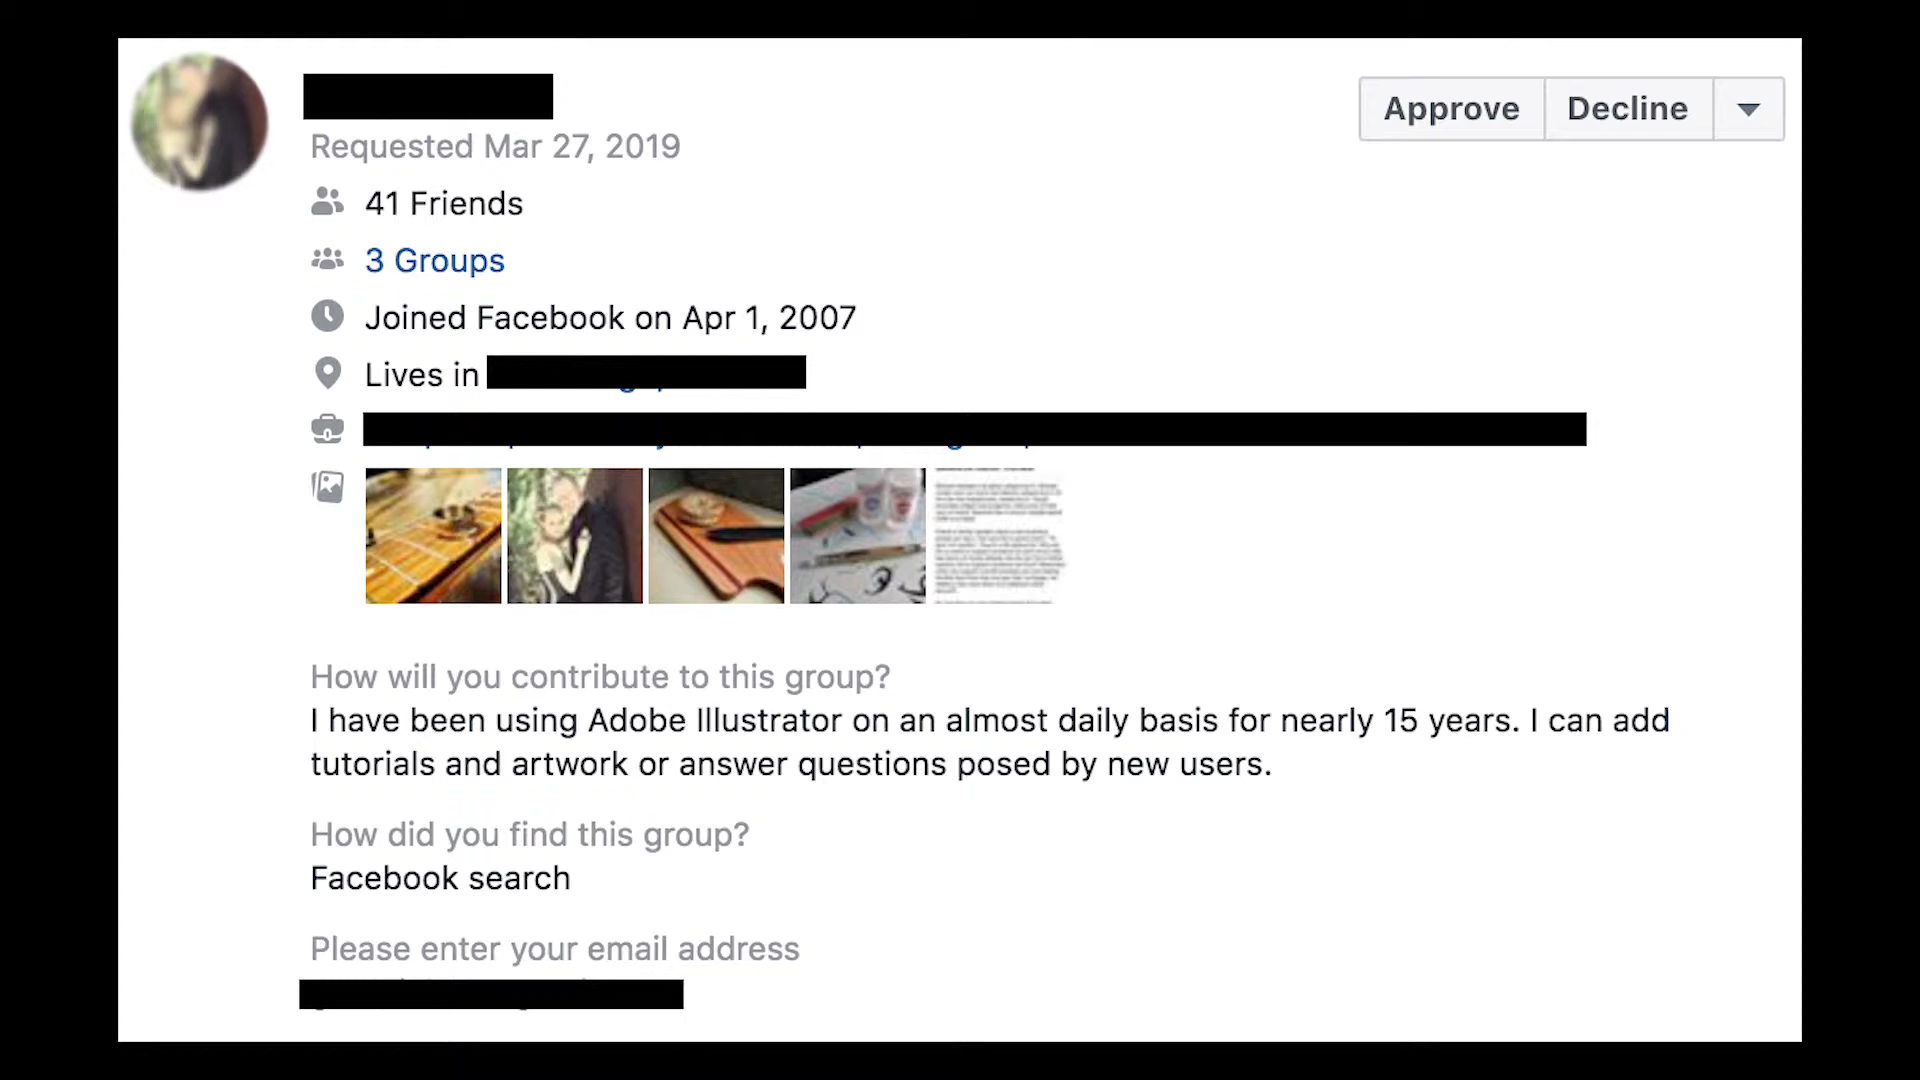 Approve
Decline
Requested Mar 27, 2019
41 Friends
3 Groups
Joined Facebook on Apr 1, 2007
Lives in
How will you contribute to this group?
I have been using Adobe Illustrator on an almost daily basis for nearly 15 years. I can add
tutorials and artwork or answer questions posed by new users.
How did you find this group?
Facebook search
Please enter your email address